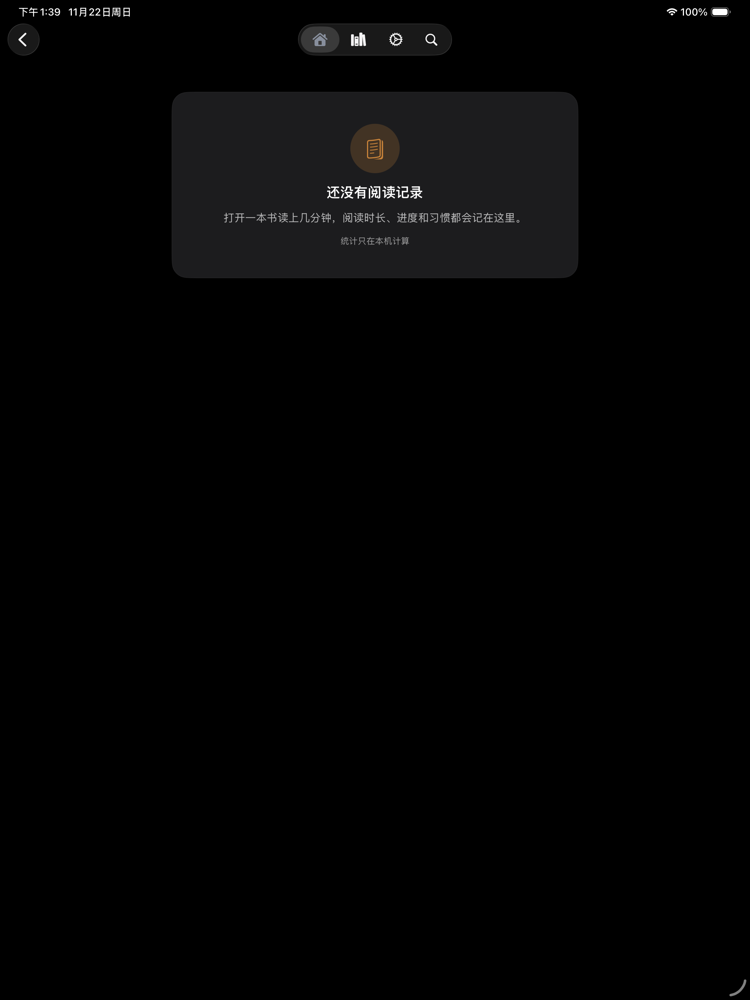 下午1:39 11月22日周日
100%
还没有阅读记录
打开一本书读上几分钟，阅读时长、进度和习惯都会记在这里。
统计只在本机计算